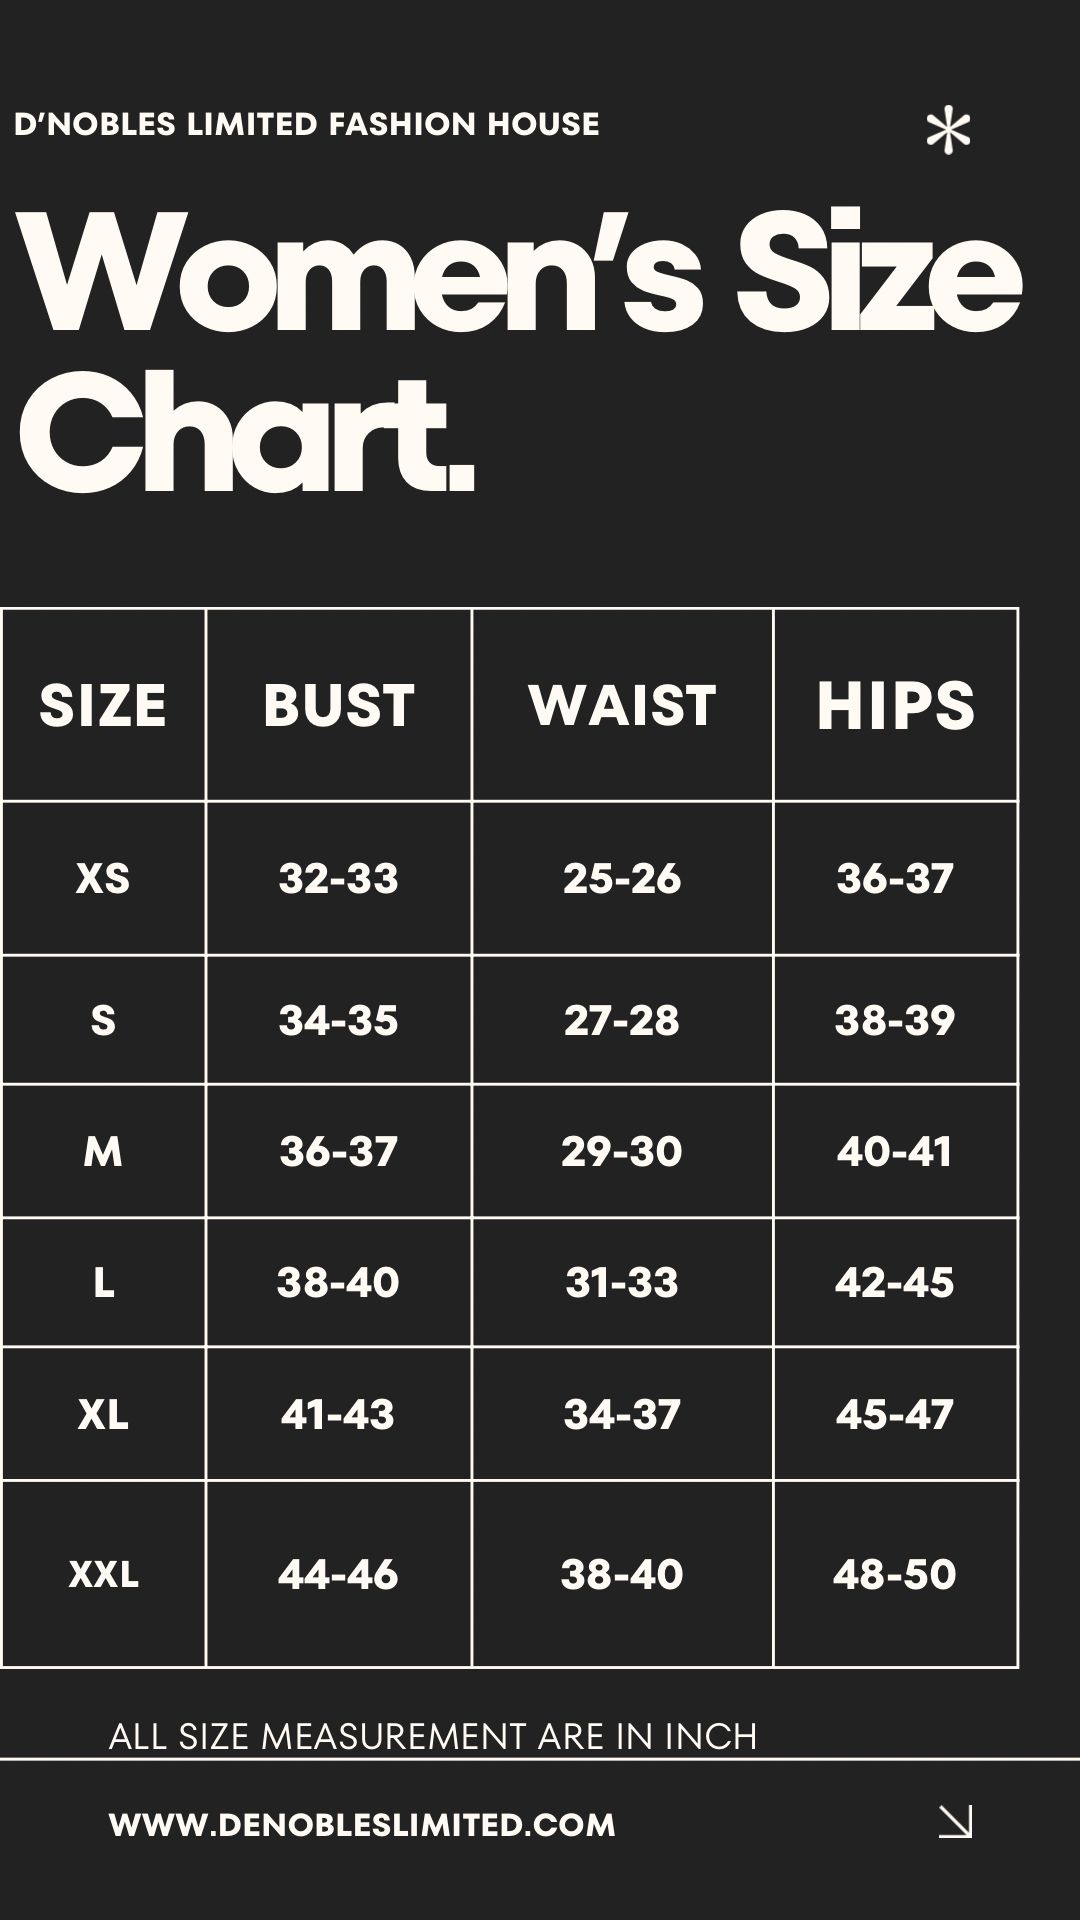 D'NOBLES LIMITED FASHION HOUSE
Women's Size
Chart.
SIZE BUST WAIST HIPS
XS 32-33 25-26 36-37
S 34-35 27-28 38-39
M 36-37 29-30 40-41
L 38-40 31-33 42-45
XL 41-43 34-37 45-47
XXL 44-46 38-40 48-50
ALL SIZE MEASUREMENT ARE IN INCH
WWW.DENOBLESLIMITED.COM